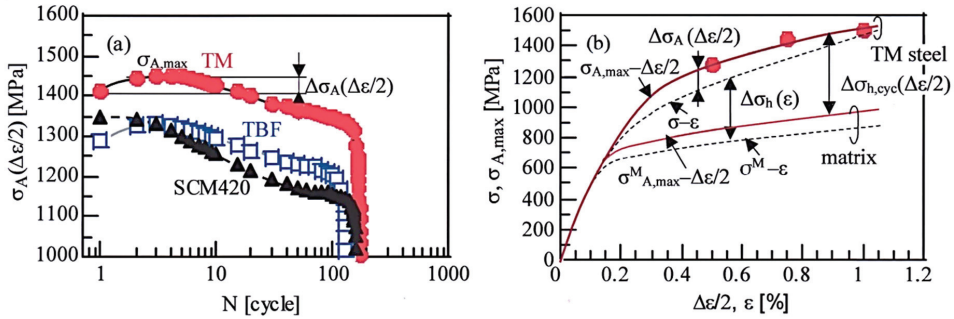 (a)
σA,max
TM
ΔσA(Δε/2)
TBF
SCM420
σA(Δε/2) [MPa]
1600
1500
1400
1300
1200
1100
1000
1
10
100
1000
N [cycle]
(b)
ΔσA(Δε/2)
TM steel
σA,max–Δε/2
Δσh,cyc(Δε/2)
σ–ε
Δσh(ε)
matrix
σᴹA,max–Δε/2
σᴹ–ε
σ, σA,max [MPa]
1600
1400
1200
1000
800
600
400
200
0
0
0.2
0.4
0.6
0.8
1.0
1.2
Δε/2, ε [%]